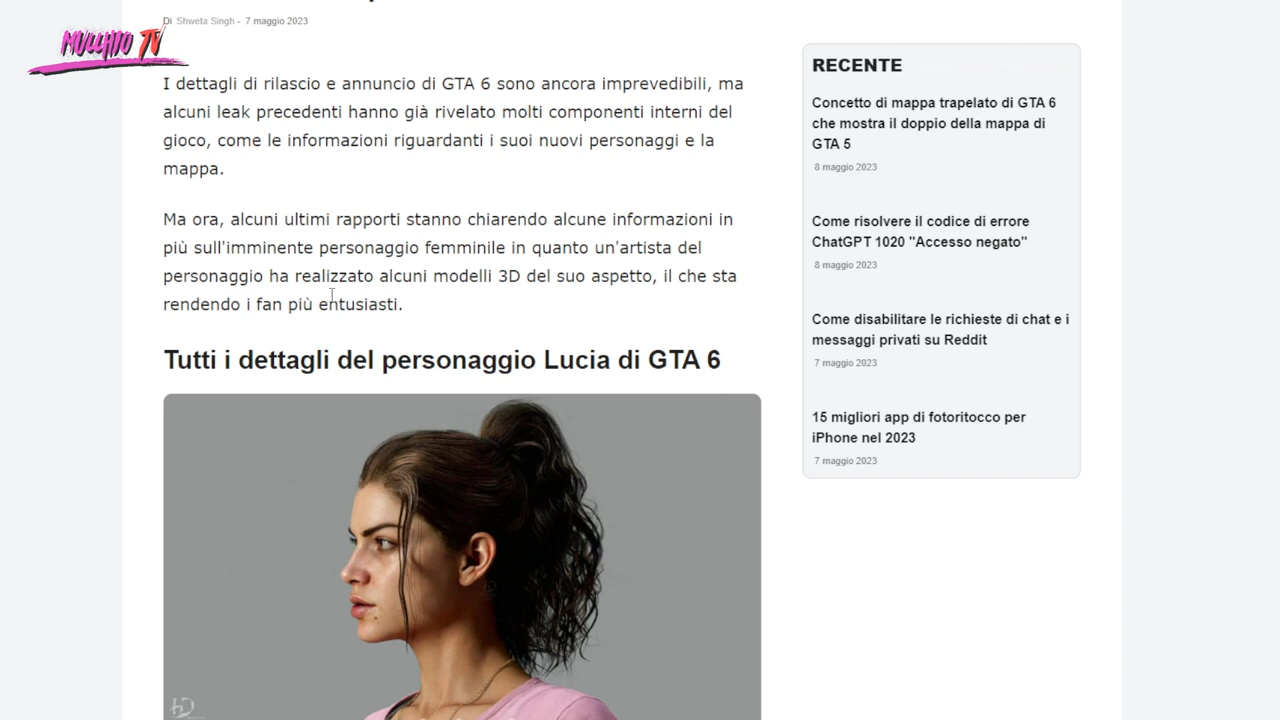 Di Shweta Singh - 7 maggio 2023
MUCCHIO TV
I dettagli di rilascio e annuncio di GTA 6 sono ancora imprevedibili, ma
alcuni leak precedenti hanno già rivelato molti componenti interni del
gioco, come le informazioni riguardanti i suoi nuovi personaggi e la
mappa.
Ma ora, alcuni ultimi rapporti stanno chiarendo alcune informazioni in
più sull'imminente personaggio femminile in quanto un'artista del
personaggio ha realizzato alcuni modelli 3D del suo aspetto, il che sta
rendendo i fan più entusiasti.
Tutti i dettagli del personaggio Lucia di GTA 6
RECENTE
Concetto di mappa trapelato di GTA 6
che mostra il doppio della mappa di
GTA 5
8 maggio 2023
Come risolvere il codice di errore
ChatGPT 1020 "Accesso negato"
8 maggio 2023
Come disabilitare le richieste di chat e i
messaggi privati su Reddit
7 maggio 2023
15 migliori app di fotoritocco per
iPhone nel 2023
7 maggio 2023